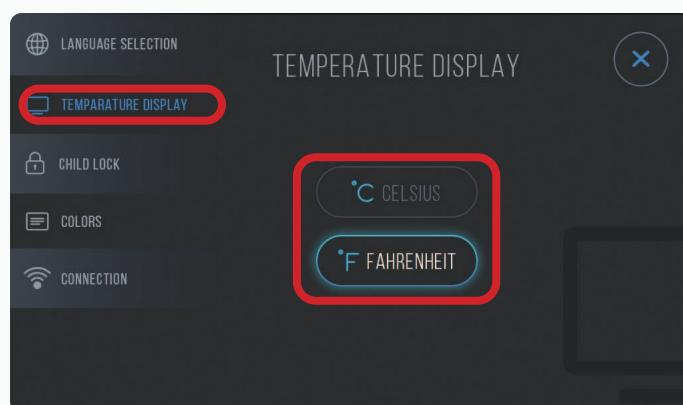 LANGUAGE SELECTION
TEMPARATURE DISPLAY
CHILD LOCK
COLORS
CONNECTION
TEMPERATURE DISPLAY
°C CELSIUS
°F FAHRENHEIT